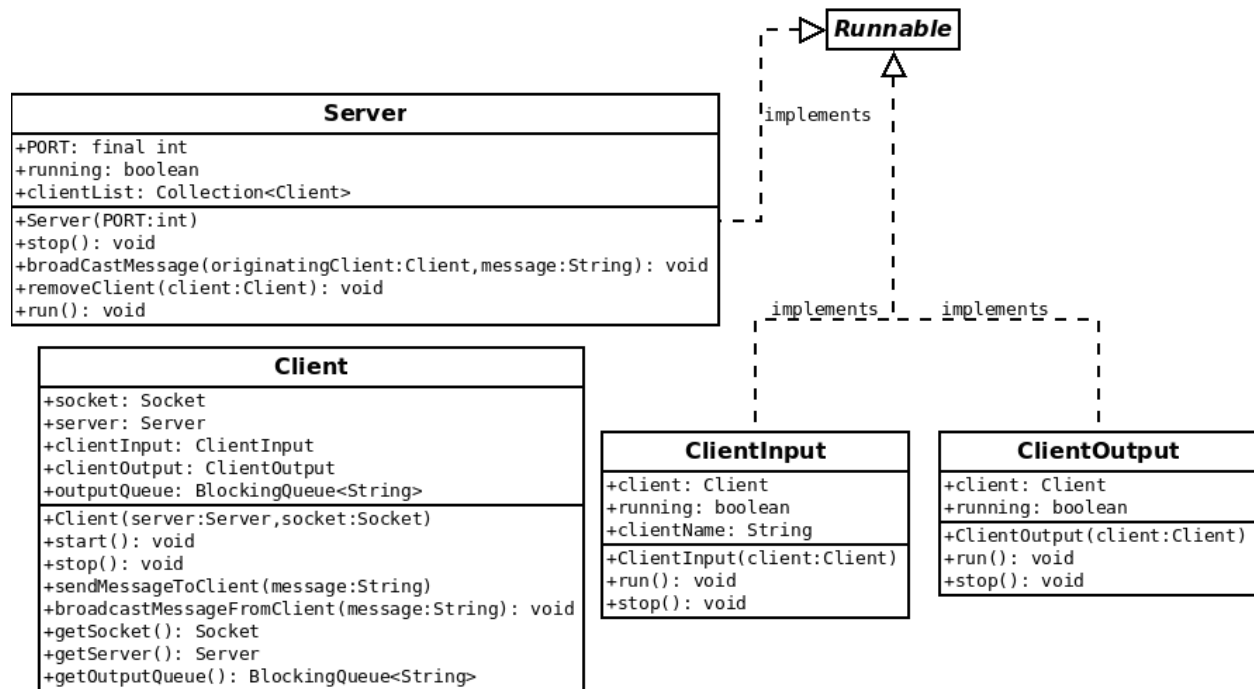 Runnable
implements
Server
+PORT: final int
+running: boolean
+clientList: Collection<Client>
+Server(PORT:int)
+stop(): void
+broadCastMessage(originatingClient:Client,message:String): void
+removeClient(client:Client): void
+run(): void
implements
implements
Client
+socket: Socket
+server: Server
+clientInput: ClientInput
+clientOutput: ClientOutput
+outputQueue: BlockingQueue<String>
+Client(server:Server,socket:Socket)
+start(): void
+stop(): void
+sendMessageToClient(message:String)
+broadcastMessageFromClient(message:String): void
+getSocket(): Socket
+getServer(): Server
+getOutputQueue(): BlockingQueue<String>
ClientInput
+client: Client
+running: boolean
+clientName: String
+ClientInput(client:Client)
+run(): void
+stop(): void
ClientOutput
+client: Client
+running: boolean
+ClientOutput(client:Client)
+run(): void
+stop(): void